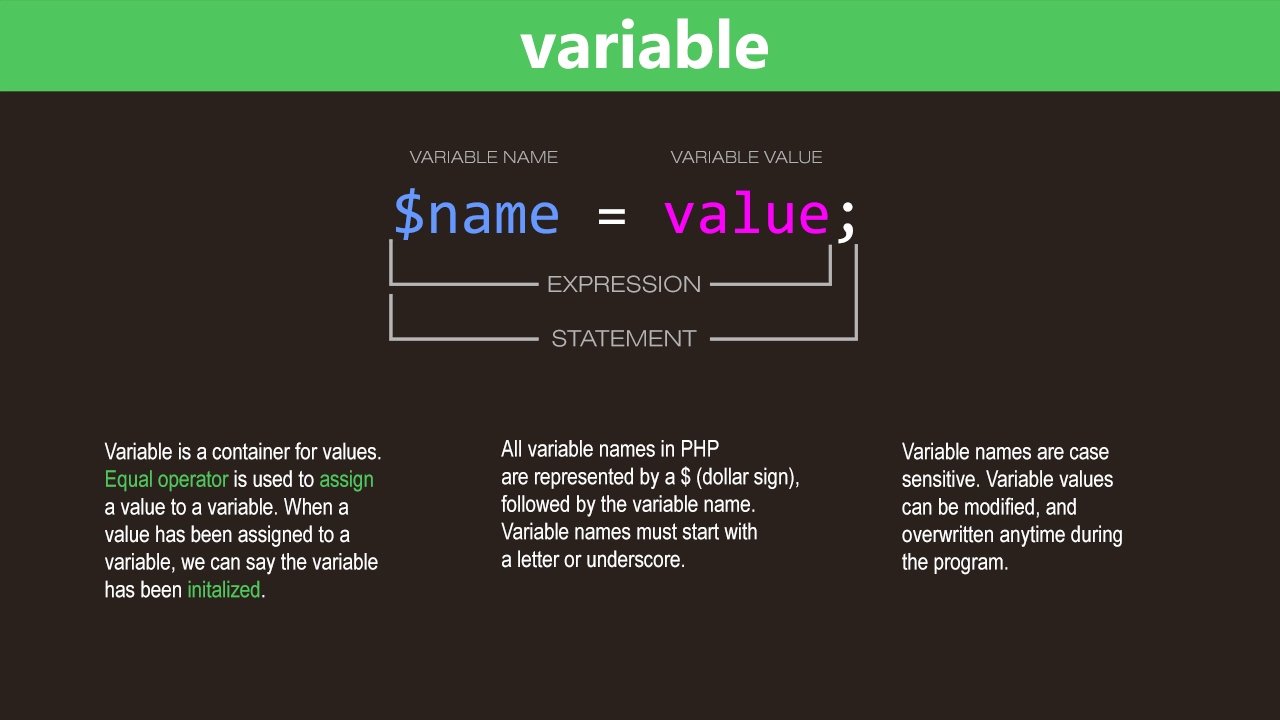 variable
VARIABLE NAME VARIABLE VALUE
$name = value;
EXPRESSION
STATEMENT
Variable is a container for values.
Equal operator is used to assign
a value to a variable. When a
value has been assigned to a
variable, we can say the variable
has been initalized.
All variable names in PHP
are represented by a $ (dollar sign),
followed by the variable name.
Variable names must start with
a letter or underscore.
Variable names are case
sensitive. Variable values
can be modified, and
overwritten anytime during
the program.